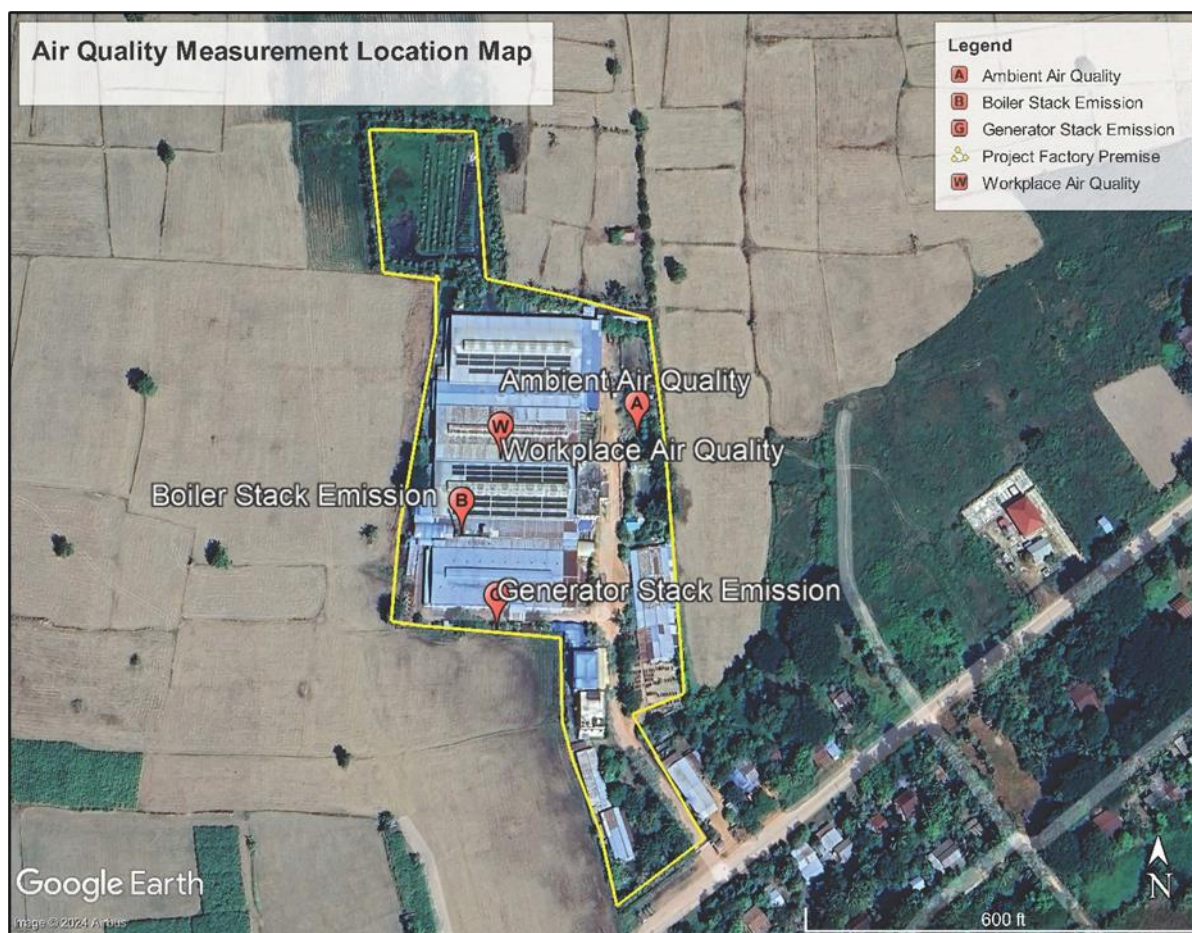 Air Quality Measurement Location Map
Legend
A Ambient Air Quality
B Boiler Stack Emission
G Generator Stack Emission
Project Factory Premise
W Workplace Air Quality
Ambient Air Quality
A
W
Workplace Air Quality
Boiler Stack Emission
B
Generator Stack Emission
G
Google Earth
Image © 2024 Airbus
N
600 ft